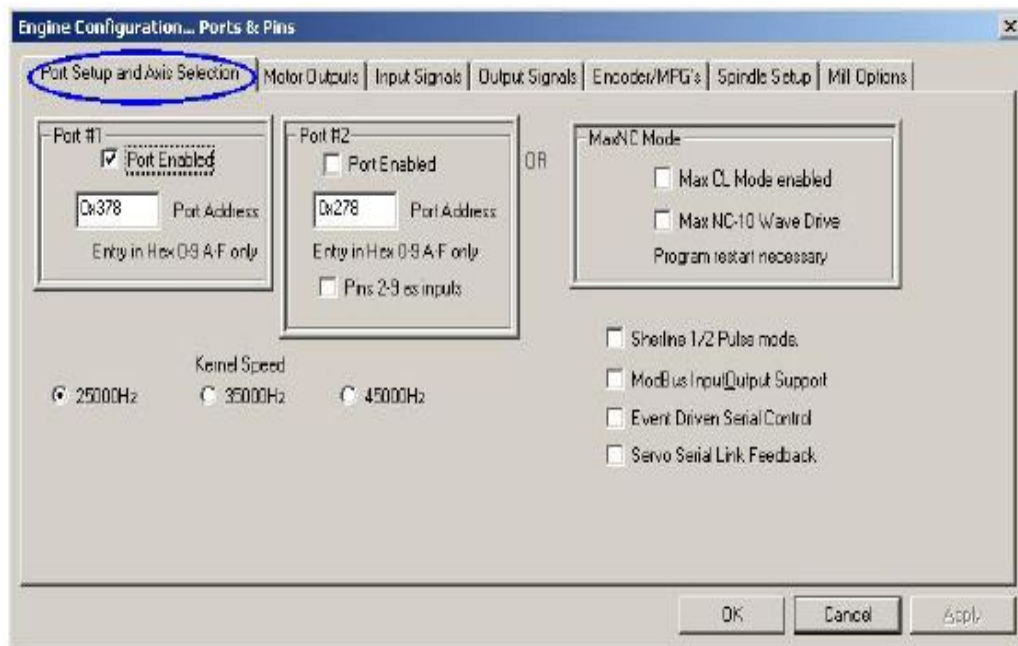 Engine Configuration... Ports & Pins
Port Setup and Axis Selection
Motor Outputs
Input Signals
Output Signals
Encoder/MPG's
Spindle Setup
Mill Options
Port #1
Port Enabled
0x378 Port Address
Entry in Hex 0-9 A-F only
Port #2
Port Enabled
0x278 Port Address
Entry in Hex 0-9 A-F only
Pins 2-9 as inputs
OR
MaxNC Mode
Max CL Mode enabled
Max NC-10 Wave Drive
Program restart necessary
Kernel Speed
25000Hz
35000Hz
45000Hz
Sherline 1/2 Pulse mode.
ModBus InputOutput Support
Event Driven Serial Control
Servo Serial Link Feedback
OK
Cancel
Apply